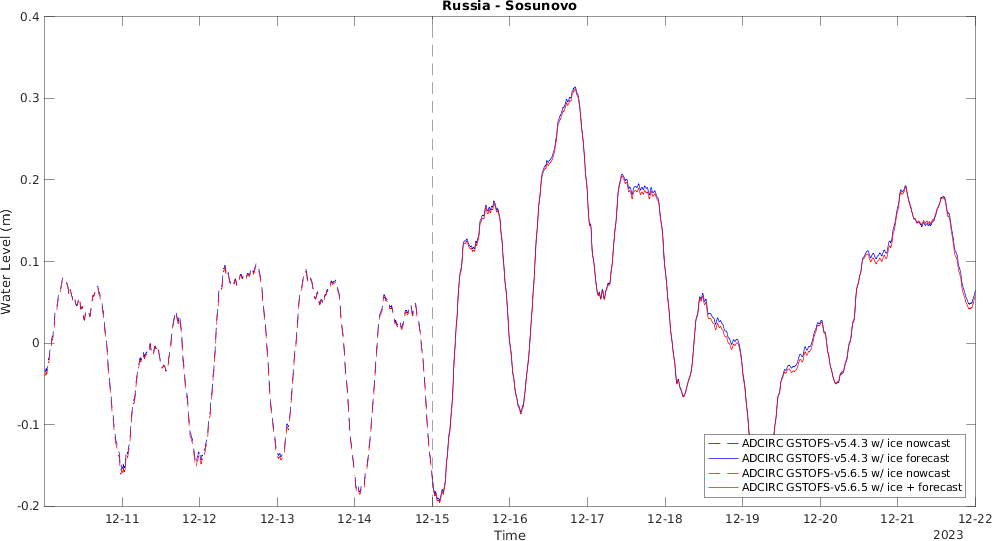 Russia - Sosunovo
0.4
0.3
0.2
0.1
0
-0.1
-0.2
Water Level (m)
ADCIRC GSTOFS-v5.4.3 w/ ice nowcast
ADCIRC GSTOFS-v5.4.3 w/ ice forecast
ADCIRC GSTOFS-v5.6.5 w/ ice nowcast
ADCIRC GSTOFS-v5.6.5 w/ ice + forecast
12-11 12-12 12-13 12-14 12-15 12-16 12-17 12-18 12-19 12-20 12-21 12-22
Time
2023